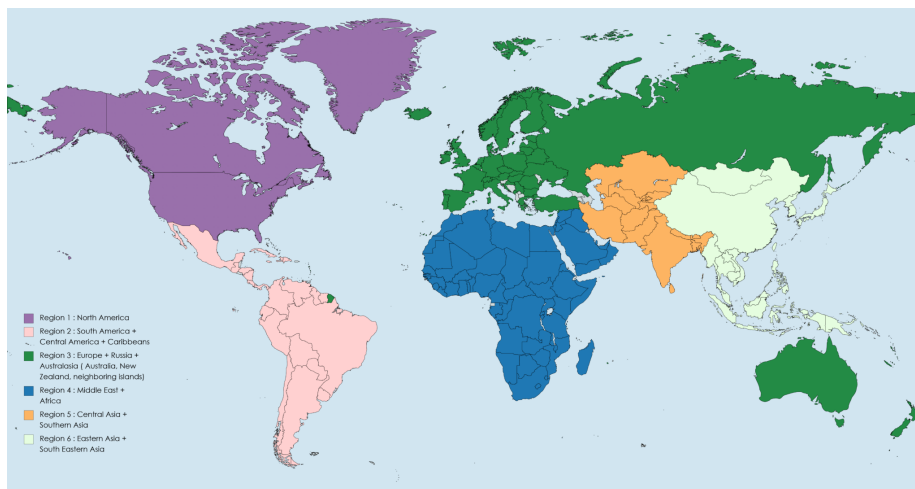 Region 1 : North America
Region 2 : South America +
Central America + Caribbeans
Region 3 : Europe + Russia +
Australasia ( Australia, New
Zealand, neighboring islands)
Region 4 : Middle East +
Africa
Region 5 : Central Asia +
Southern Asia
Region 6 : Eastern Asia +
South Eastern Asia